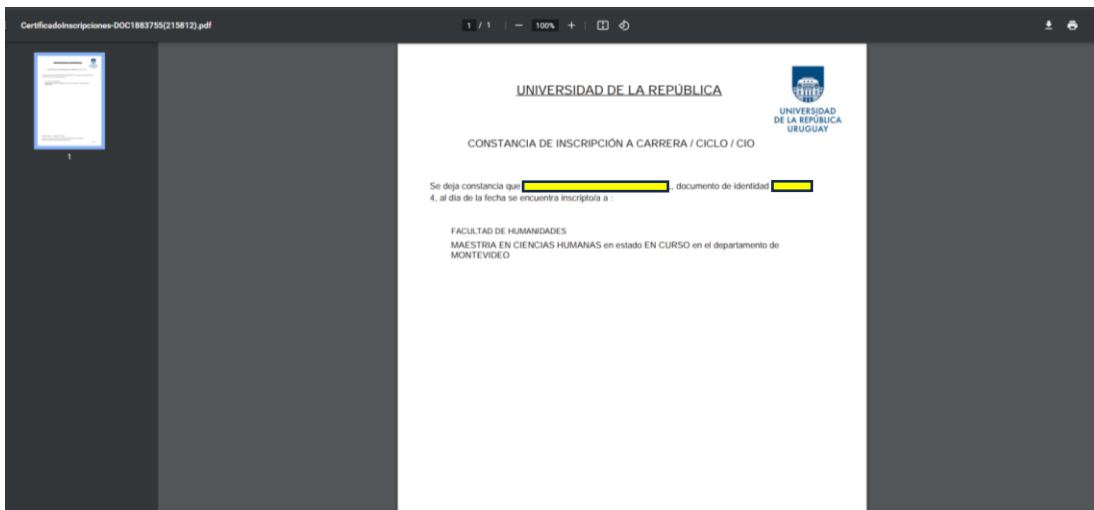 CertificadoInscripciones-DOC1883755(215812).pdf
1 / 1
100%
1
UNIVERSIDAD DE LA REPÚBLICA
UNIVERSIDAD
DE LA REPÚBLICA
URUGUAY
CONSTANCIA DE INSCRIPCIÓN A CARRERA / CICLO / CIO
Se deja constancia que , documento de identidad
4, al día de la fecha se encuentra inscripto/a a :
FACULTAD DE HUMANIDADES
MAESTRIA EN CIENCIAS HUMANAS en estado EN CURSO en el departamento de
MONTEVIDEO